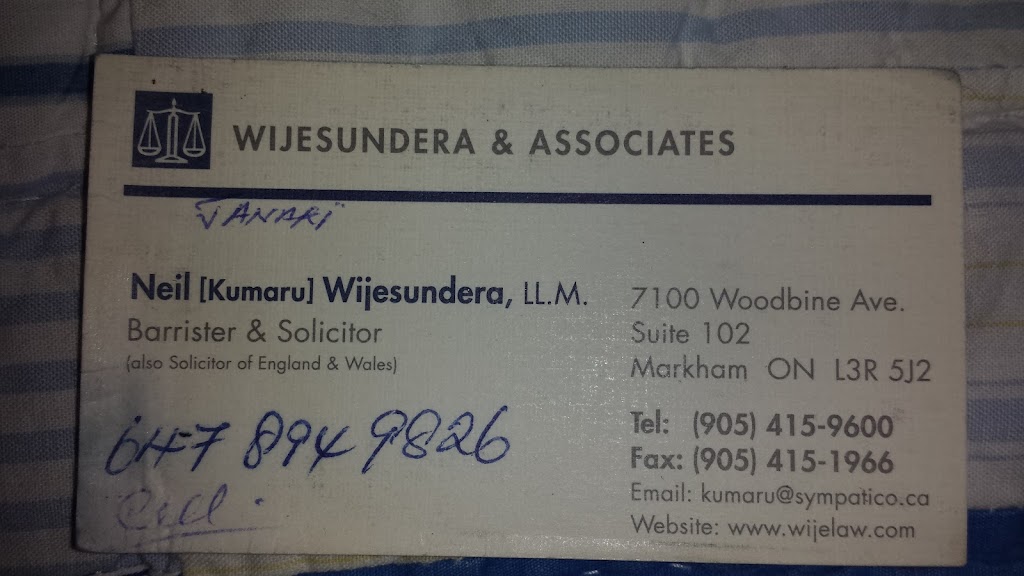 WIJESUNDERA & ASSOCIATES
JANAKI
Neil [Kumaru] Wijesundera, LL.M.
Barrister & Solicitor
(also Solicitor of England & Wales)
647 894 9826
Cell.
7100 Woodbine Ave.
Suite 102
Markham ON L3R 5J2
Tel: (905) 415-9600
Fax: (905) 415-1966
Email: kumaru@sympatico.ca
Website: www.wijelaw.com